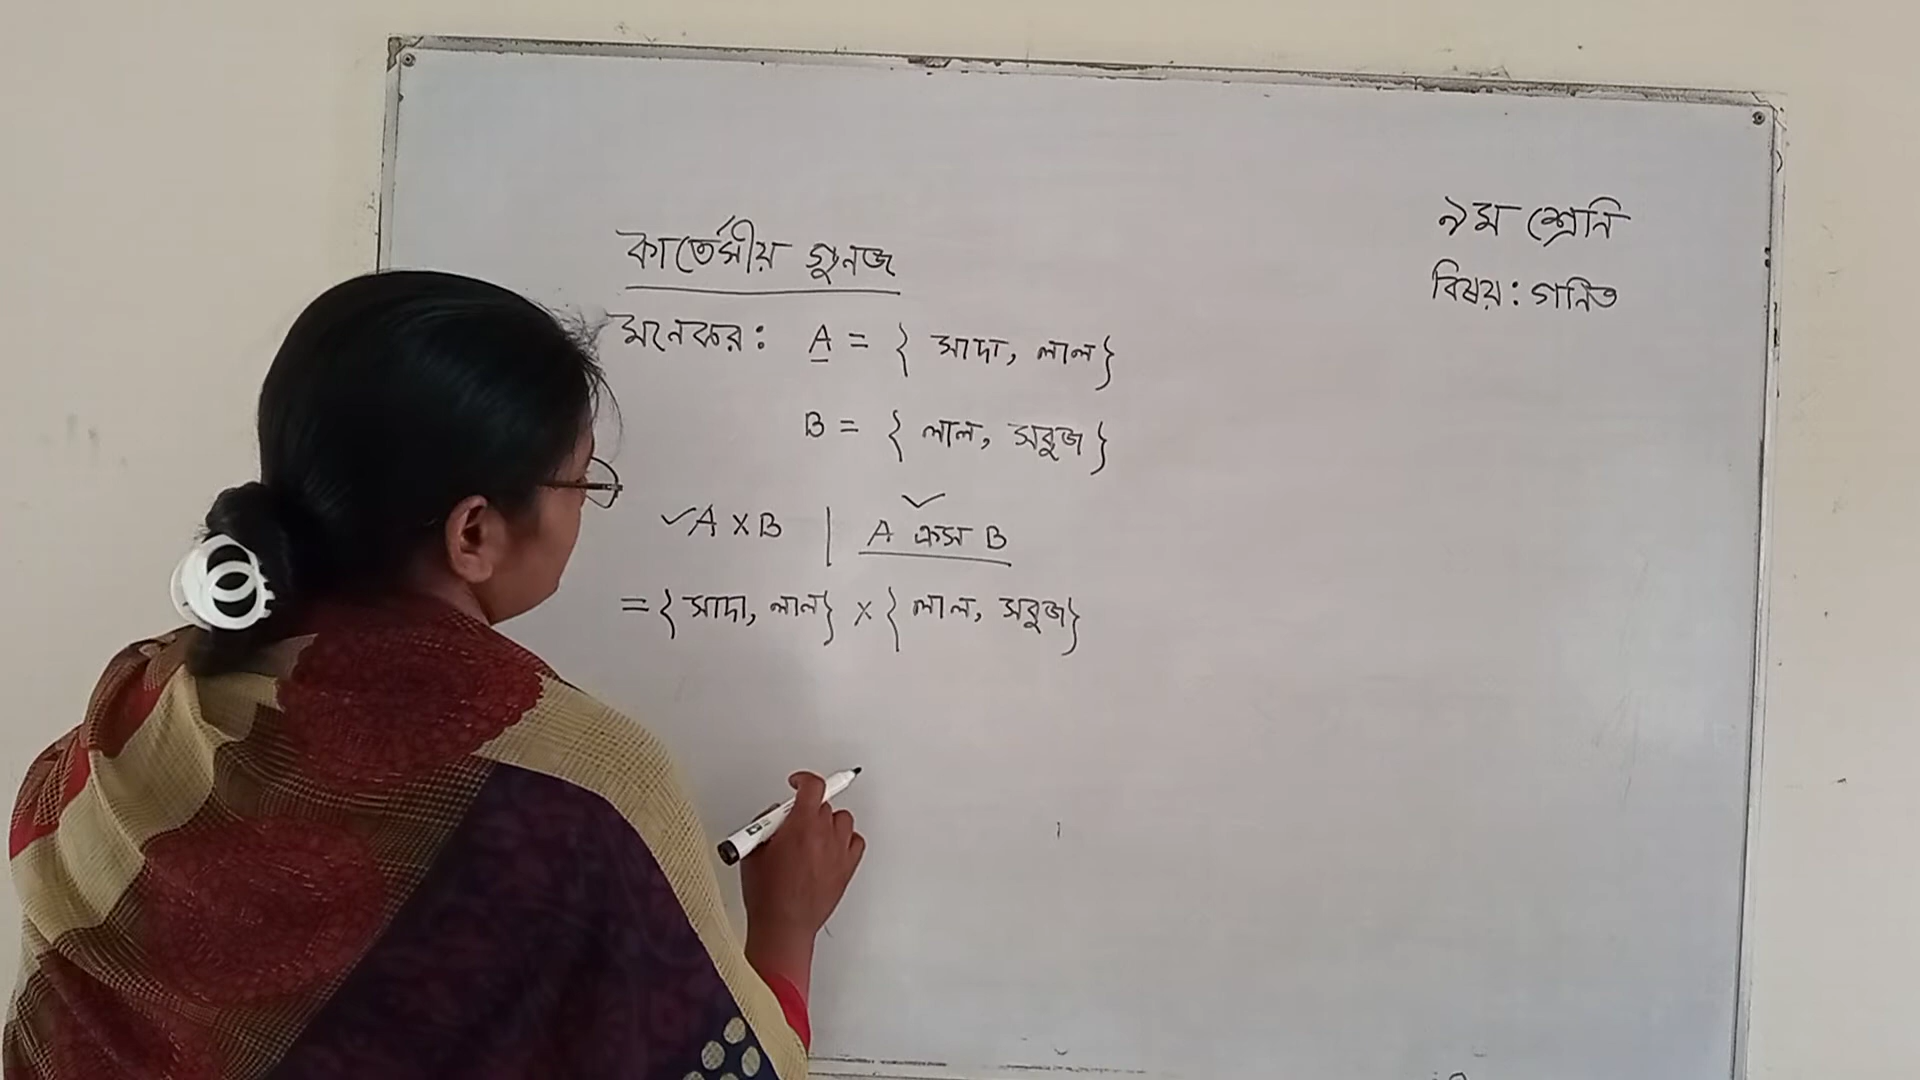 কার্তেসীয় গুনজ
মনেকর: A = { সাদা, লাল}
B = { লাল, সবুজ}
✓A × B | A ক্রস B
= { সাদা, লাল} × { লাল, সবুজ}
৯ম শ্রেনি
বিষয়: গনিত